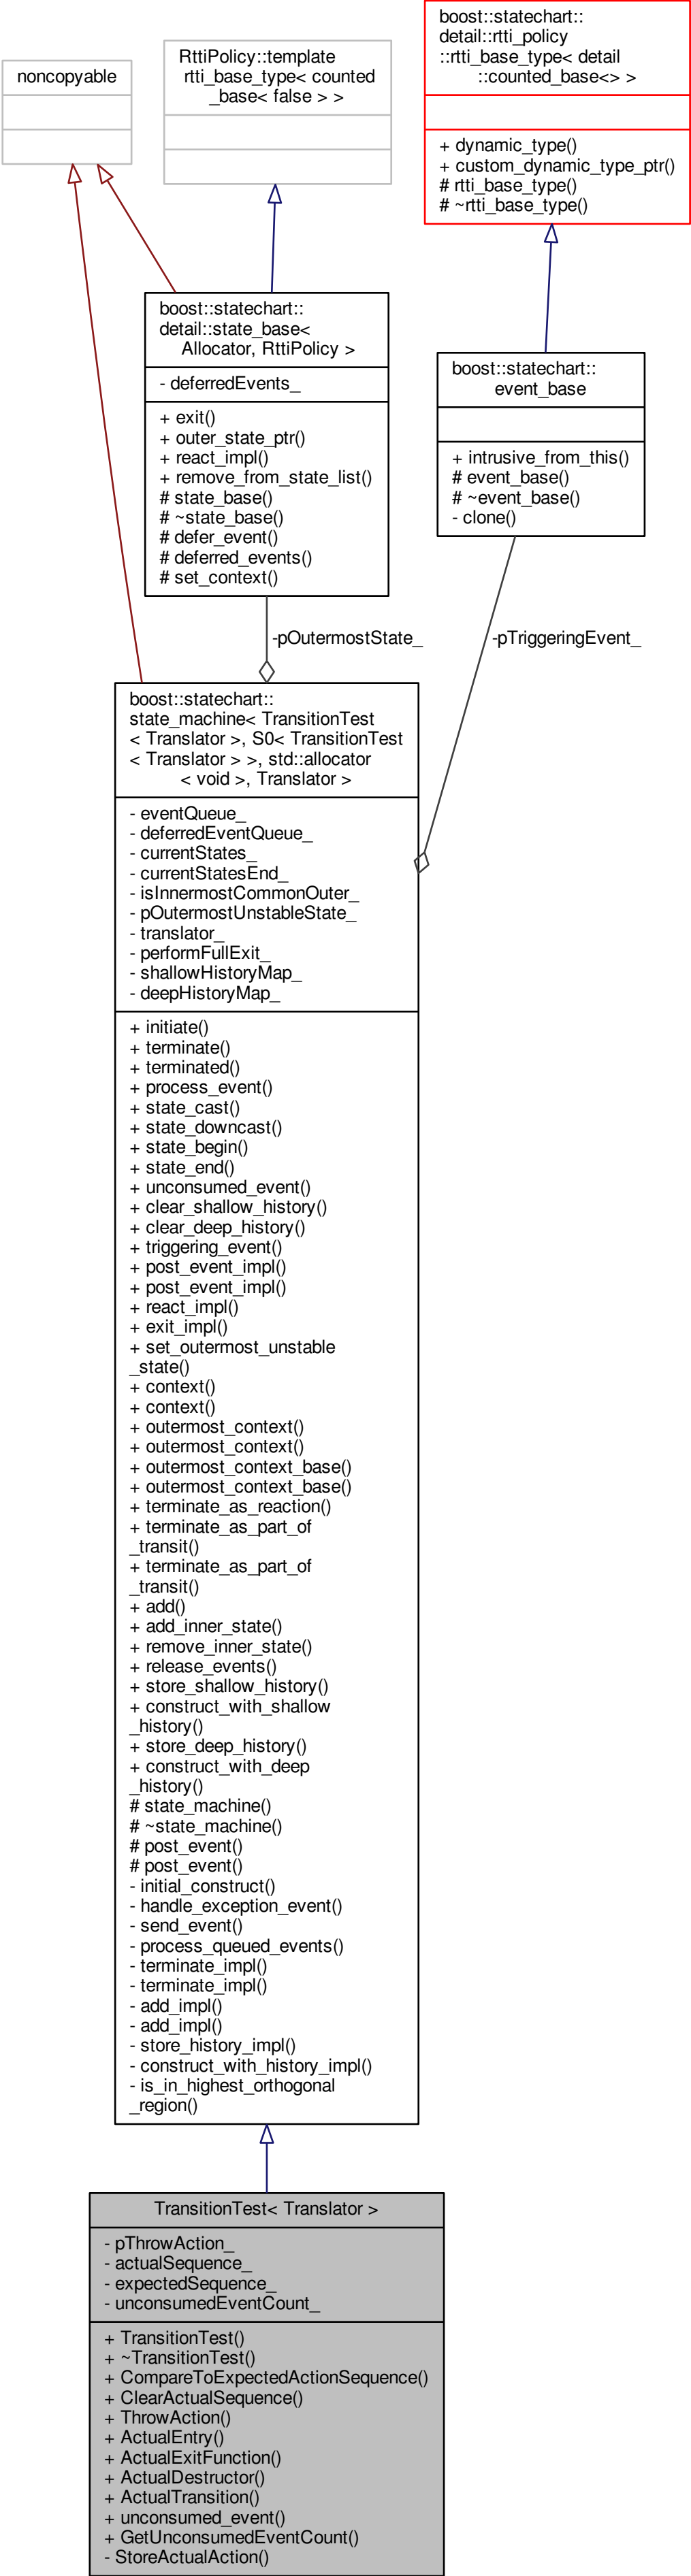 boost::statechart::
detail::rtti_policy
::rtti_base_type< detail
::counted_base<> >
+ dynamic_type()
+ custom_dynamic_type_ptr()
# rtti_base_type()
# ~rtti_base_type()
RttiPolicy::template
rtti_base_type< counted
_base< false > >
noncopyable
boost::statechart::
detail::state_base<
Allocator, RttiPolicy >
- deferredEvents_
+ exit()
+ outer_state_ptr()
+ react_impl()
+ remove_from_state_list()
# state_base()
# ~state_base()
# defer_event()
# deferred_events()
# set_context()
boost::statechart::
event_base
+ intrusive_from_this()
# event_base()
# ~event_base()
- clone()
-pOutermostState_
-pTriggeringEvent_
boost::statechart::
state_machine< TransitionTest
< Translator >, S0< TransitionTest
< Translator > >, std::allocator
< void >, Translator >
- eventQueue_
- deferredEventQueue_
- currentStates_
- currentStatesEnd_
- isInnermostCommonOuter_
- pOutermostUnstableState_
- translator_
- performFullExit_
- shallowHistoryMap_
- deepHistoryMap_
+ initiate()
+ terminate()
+ terminated()
+ process_event()
+ state_cast()
+ state_downcast()
+ state_begin()
+ state_end()
+ unconsumed_event()
+ clear_shallow_history()
+ clear_deep_history()
+ triggering_event()
+ post_event_impl()
+ post_event_impl()
+ react_impl()
+ exit_impl()
+ set_outermost_unstable
_state()
+ context()
+ context()
+ outermost_context()
+ outermost_context()
+ outermost_context_base()
+ outermost_context_base()
+ terminate_as_reaction()
+ terminate_as_part_of
_transit()
+ terminate_as_part_of
_transit()
+ add()
+ add_inner_state()
+ remove_inner_state()
+ release_events()
+ store_shallow_history()
+ construct_with_shallow
_history()
+ store_deep_history()
+ construct_with_deep
_history()
# state_machine()
# ~state_machine()
# post_event()
# post_event()
- initial_construct()
- handle_exception_event()
- send_event()
- process_queued_events()
- terminate_impl()
- terminate_impl()
- add_impl()
- add_impl()
- store_history_impl()
- construct_with_history_impl()
- is_in_highest_orthogonal
_region()
TransitionTest< Translator >
- pThrowAction_
- actualSequence_
- expectedSequence_
- unconsumedEventCount_
+ TransitionTest()
+ ~TransitionTest()
+ CompareToExpectedActionSequence()
+ ClearActualSequence()
+ ThrowAction()
+ ActualEntry()
+ ActualExitFunction()
+ ActualDestructor()
+ ActualTransition()
+ unconsumed_event()
+ GetUnconsumedEventCount()
- StoreActualAction()